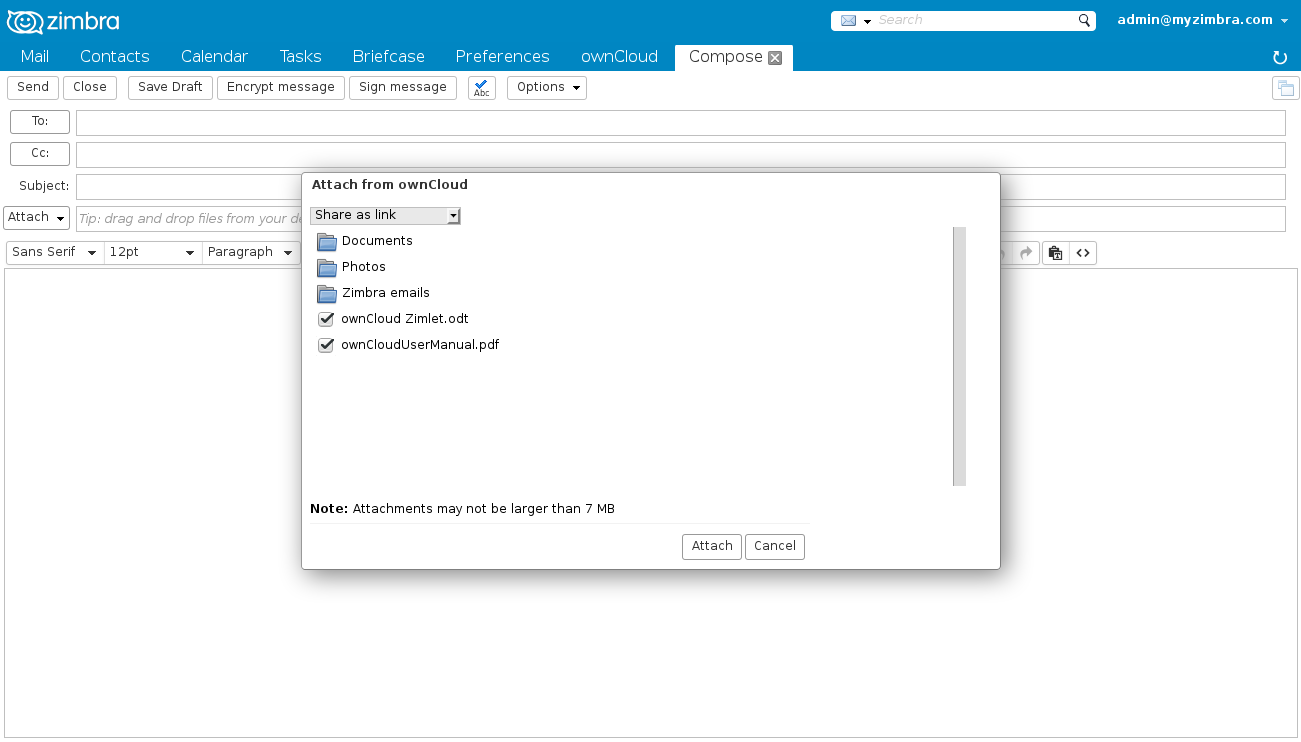 zimbra
Search
admin@myzimbra.com
Mail Contacts Calendar Tasks Briefcase Preferences ownCloud Compose
Send Close Save Draft Encrypt message Sign message Abc Options
To:
Cc:
Subject:
Attach Tip: drag and drop files from your de
Sans Serif 12pt Paragraph
Attach from ownCloud
Share as link
Documents
Photos
Zimbra emails
ownCloud Zimlet.odt
ownCloudUserManual.pdf
Note: Attachments may not be larger than 7 MB
Attach Cancel